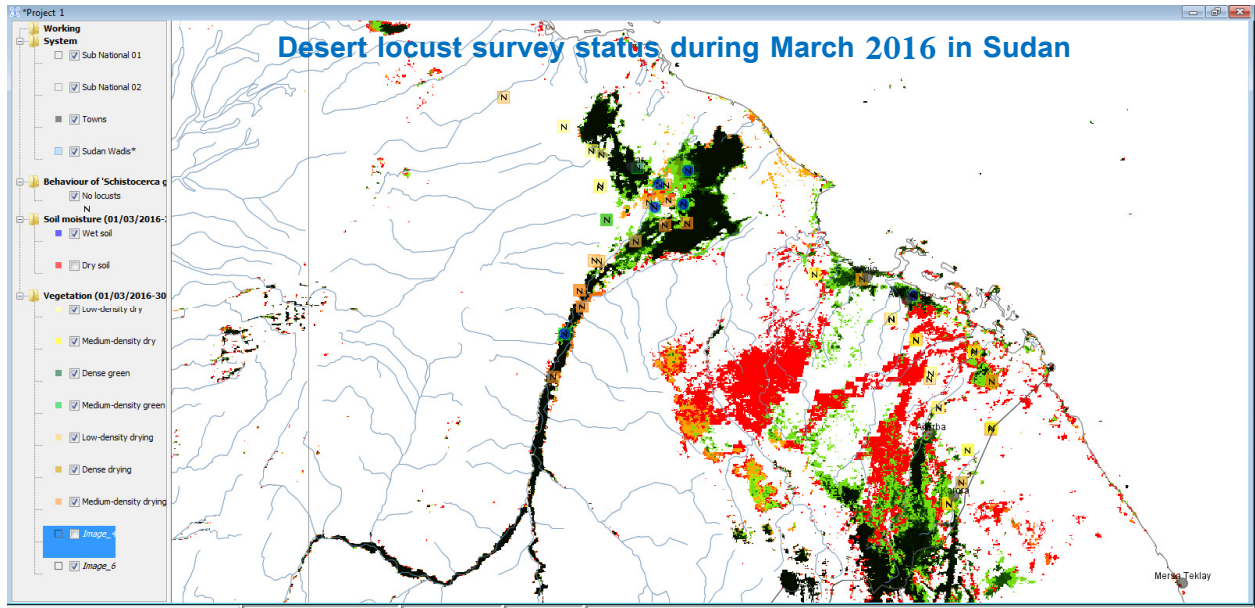 *Project 1
Desert locust survey status during March 2016 in Sudan
Working
System
Sub National 01
Sub National 02
Towns
Sudan Wadis*
Behaviour of 'Schistocerca g
No locusts
N
Soil moisture (01/03/2016-
Wet soil
Dry soil
Vegetation (01/03/2016-30
Low-density dry
Medium-density dry
Dense green
Medium-density green
Low-density drying
Dense drying
Medium-density drying
Image_
Image_6
Mersa Teklay